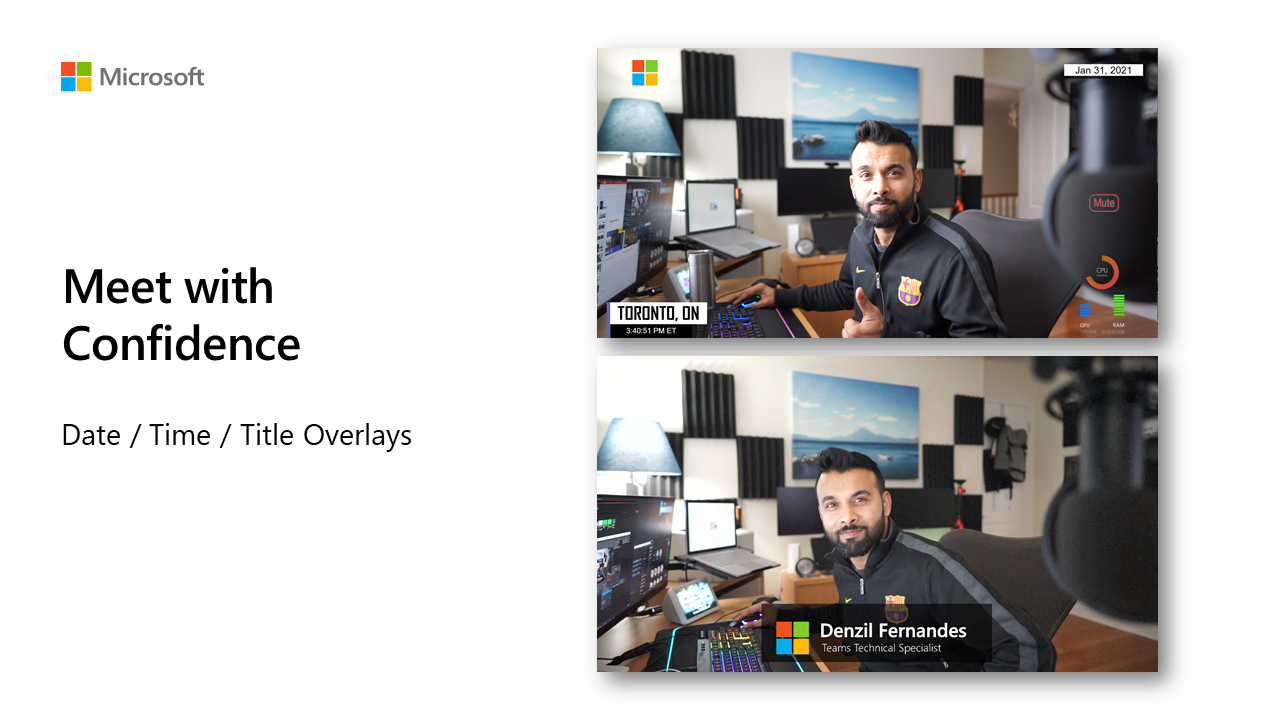 Microsoft
Meet with
Confidence
Date / Time / Title Overlays
Jan 31, 2021
Mute
CPU
TORONTO, ON
3:40:51 PM ET
GPU
RAM
Denzil Fernandes
Teams Technical Specialist